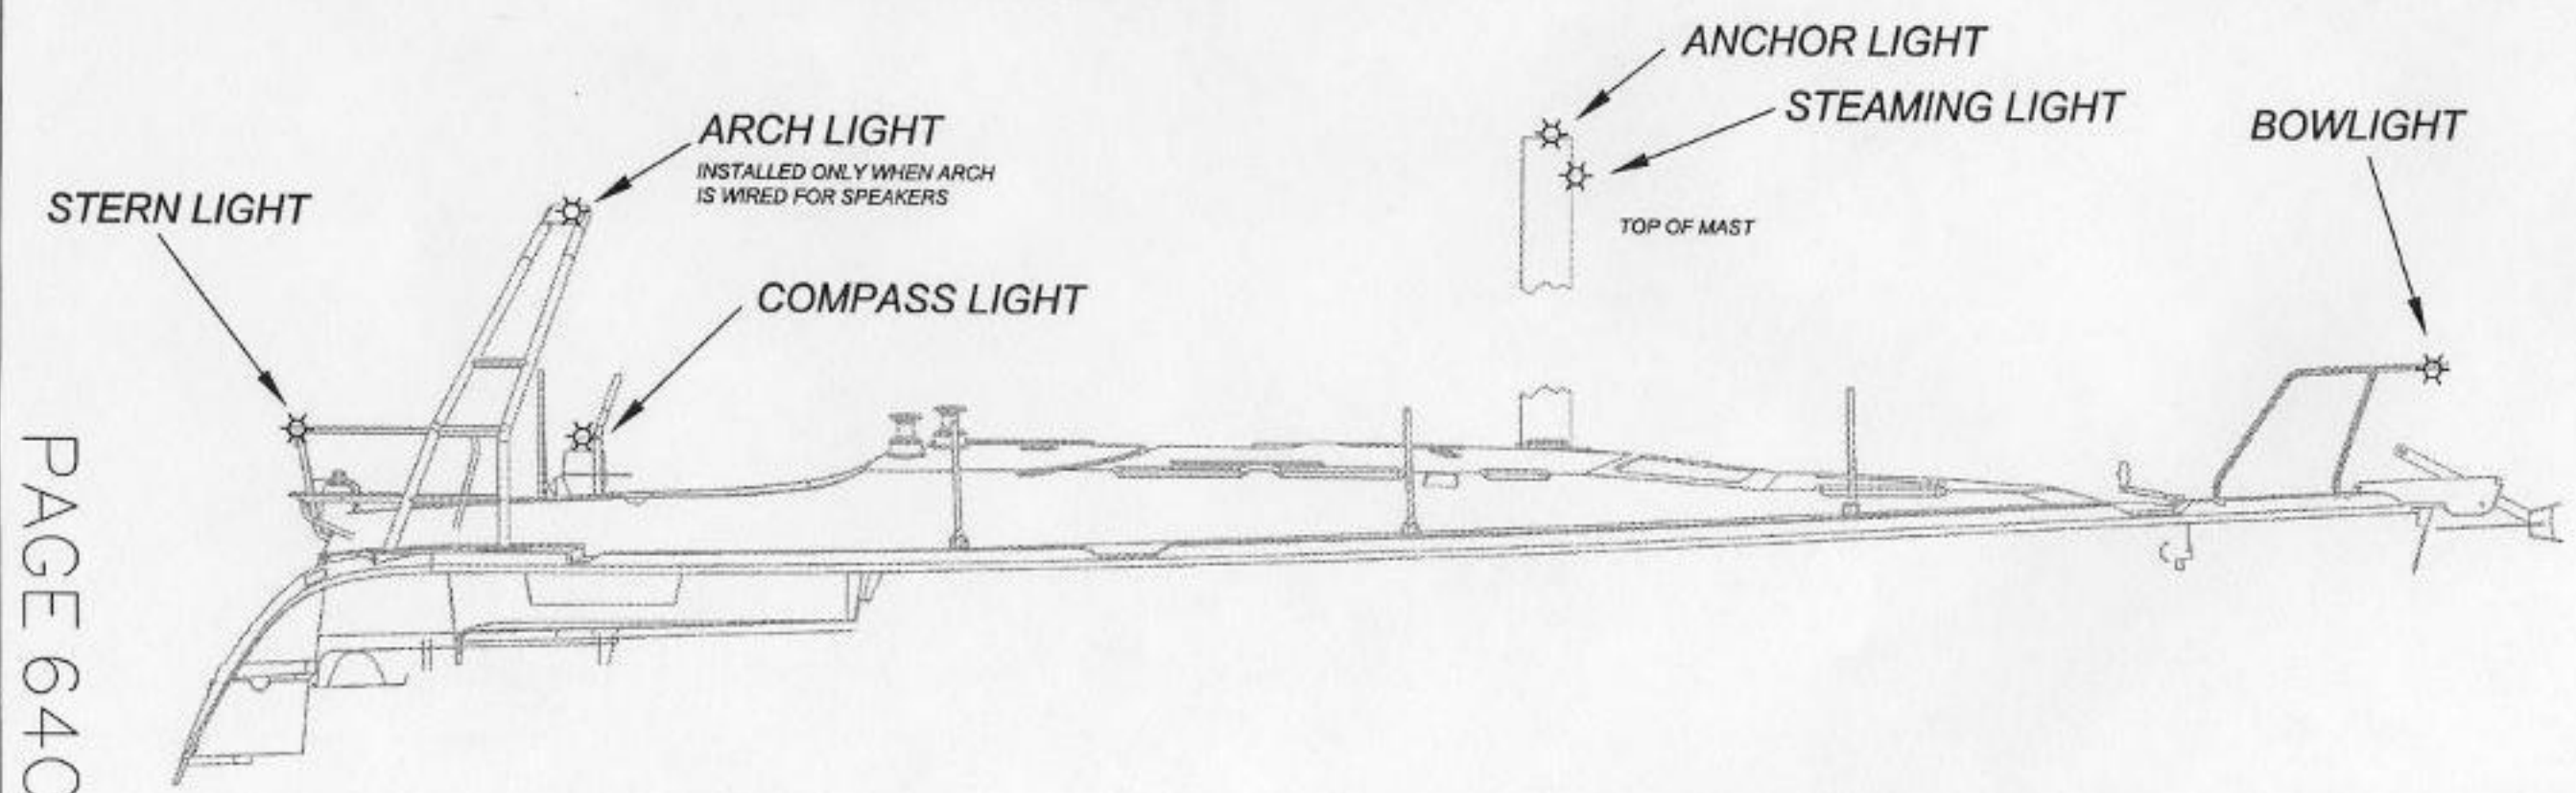 ANCHOR LIGHT
STEAMING LIGHT
BOWLIGHT
ARCH LIGHT
INSTALLED ONLY WHEN ARCH
IS WIRED FOR SPEAKERS
STERN LIGHT
TOP OF MAST
COMPASS LIGHT
PAGE 640